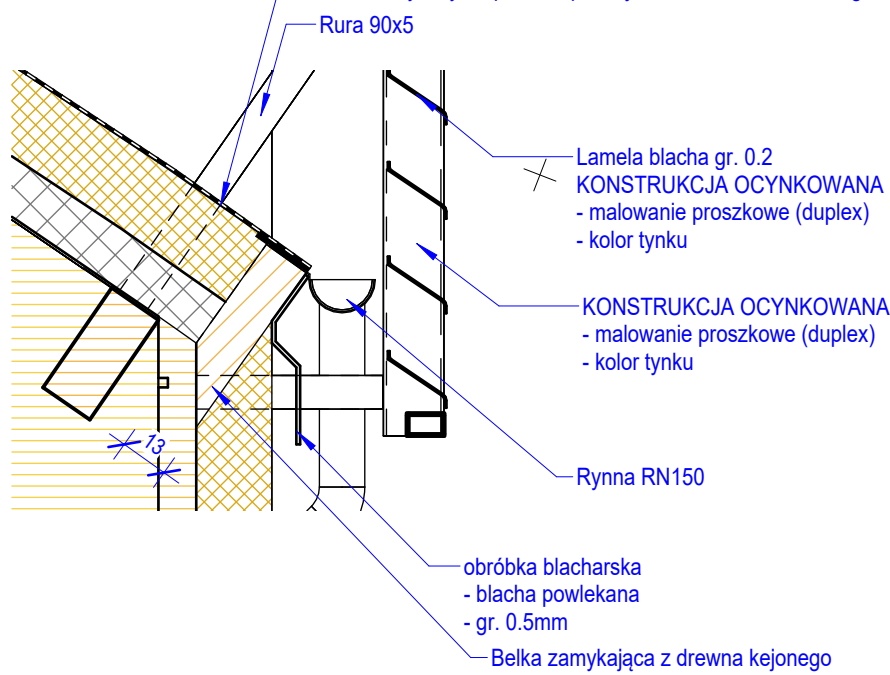 Rura 90x5
Lamela blacha gr. 0.2
KONSTRUKCJA OCYNKOWANA
- malowanie proszkowe (duplex)
- kolor tynku
KONSTRUKCJA OCYNKOWANA
- malowanie proszkowe (duplex)
- kolor tynku
13
Rynna RN150
obróbka blacharska
- blacha powlekana
- gr. 0.5mm
Belka zamykająca z drewna kejonego